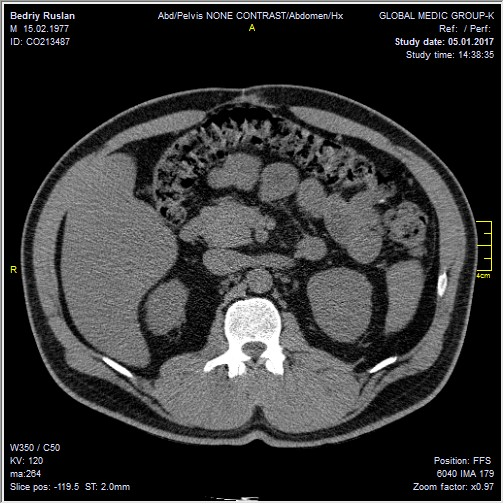 Bedriy Ruslan
M 15.02.1977
ID: CO213487
Abd/Pelvis NONE CONTRAST/Abdomen/Hx
A
GLOBAL MEDIC GROUP-K
Ref: / Perf:
Study date: 05.01.2017
Study time: 14:38:35
R
4cm
W350 / C50
KV: 120
ma:264
Slice pos: -119.5 ST: 2.0mm
Position: FFS
6040 IMA 179
Zoom factor: x0.97